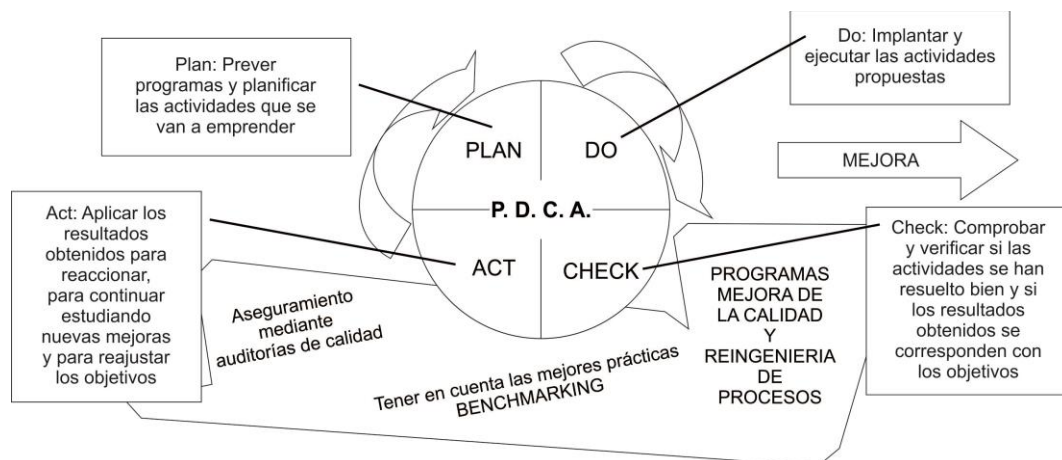 Plan: Prever
programas y planificar
las actividades que se
van a emprender
Do: Implantar y
ejecutar las actividades
propuestas
PLAN
DO
MEJORA
P. D. C. A.
Act: Aplicar los
resultados
obtenidos para
reaccionar,
para continuar
estudiando
nuevas mejoras
y para reajustar
los objetivos
ACT
CHECK
Check: Comprobar
y verificar si las
actividades se han
resuelto bien y si
los resultados
obtenidos se
corresponden con
los objetivos
Aseguramiento
mediante
auditorías de calidad
Tener en cuenta las mejores prácticas
BENCHMARKING
PROGRAMAS
MEJORA DE
LA CALIDAD
Y
REINGENIERIA
DE
PROCESOS